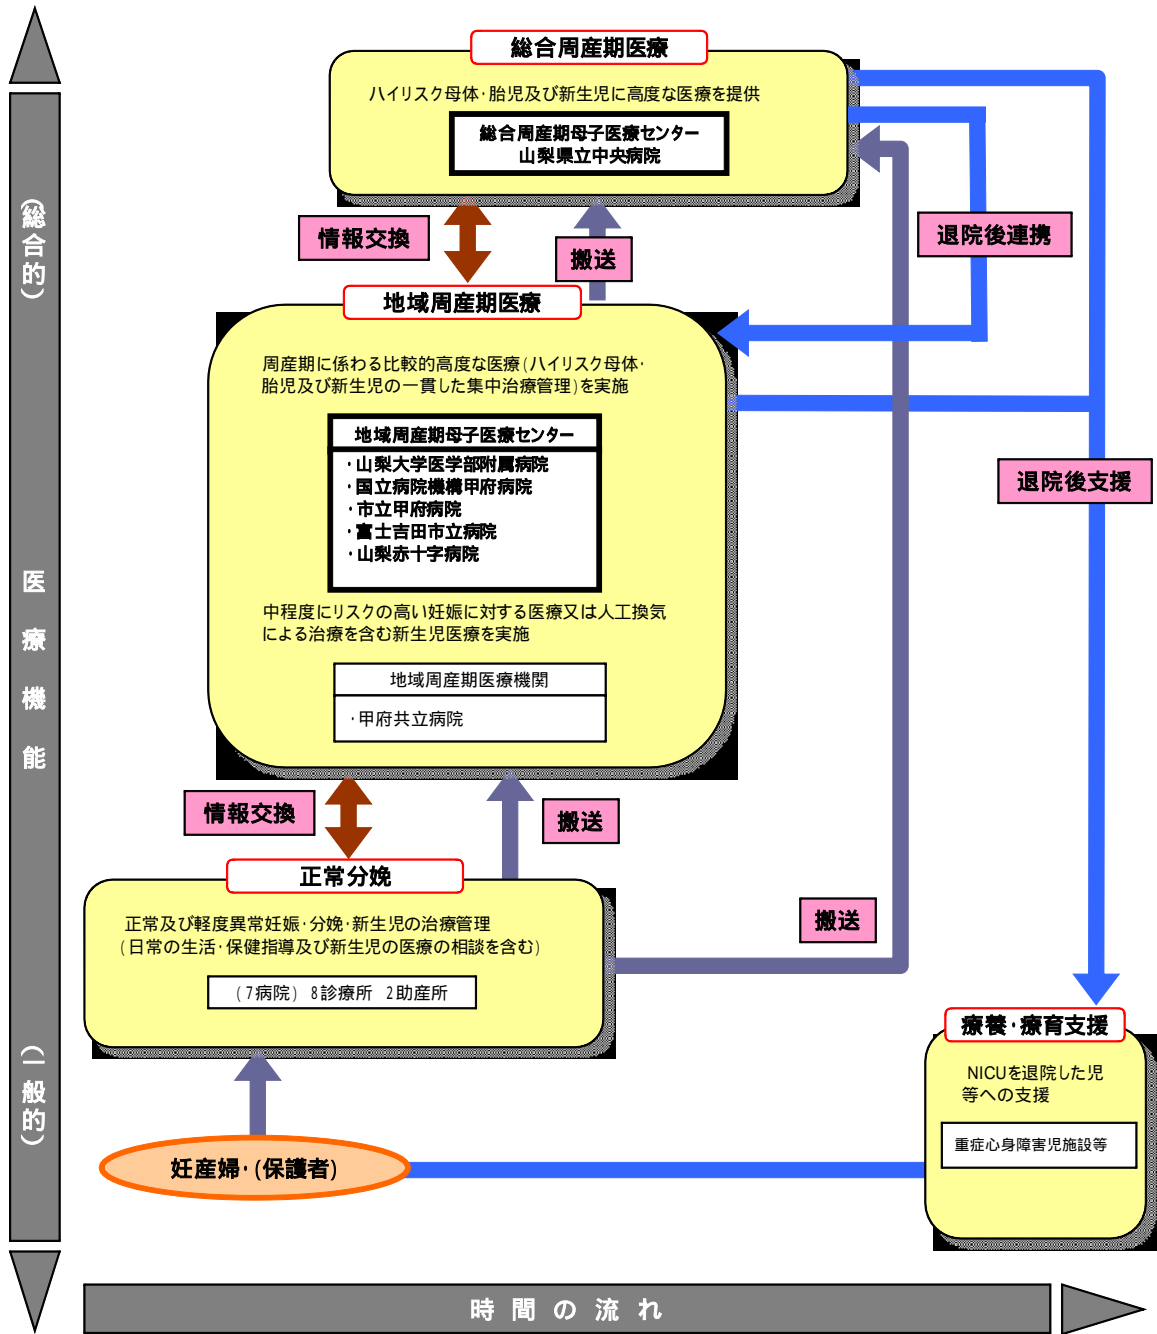 総合周産期医療
ハイリスク母体・胎児及び新生児に高度な医療を提供
総合周産期母子医療センター
山梨県立中央病院
情報交換
搬送
退院後連携
地域周産期医療
周産期に係わる比較的高度な医療(ハイリスク母体・
胎児及び新生児の一貫した集中治療管理)を実施
地域周産期母子医療センター
・山梨大学医学部附属病院
・国立病院機構甲府病院
・市立甲府病院
・富士吉田市立病院
・山梨赤十字病院
中程度にリスクの高い妊娠に対する医療又は人工換気
による治療を含む新生児医療を実施
地域周産期医療機関
・甲府共立病院
退院後支援
情報交換
搬送
正常分娩
正常及び軽度異常妊娠・分娩・新生児の治療管理
(日常の生活・保健指導及び新生児の医療の相談を含む)
(7病院) 8診療所 2助産所
搬送
療養・療育支援
NICUを退院した児
等への支援
重症心身障害児施設等
妊産婦・(保護者)
(総合的)
医療機能
(一般的)
時間の流れ